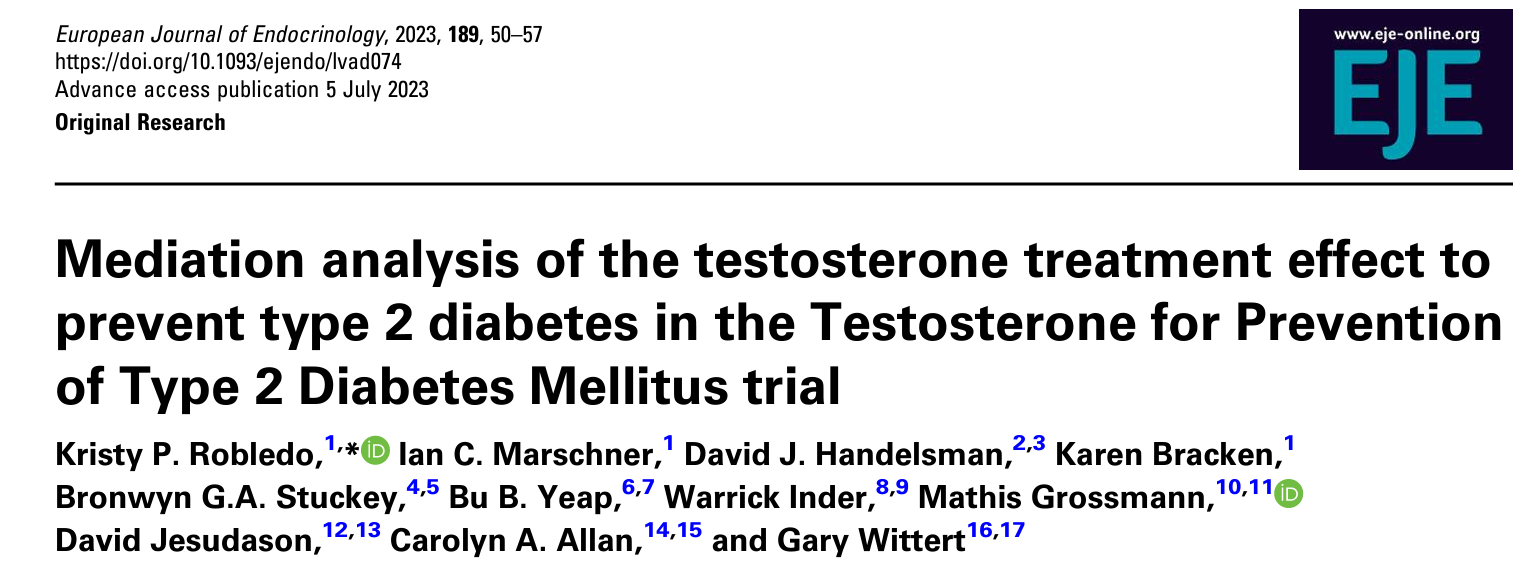 European Journal of Endocrinology, 2023, 189, 50–57
https://doi.org/10.1093/ejendo/lvad074
Advance access publication 5 July 2023
Original Research
www.eje-online.org
EJE
Mediation analysis of the testosterone treatment effect to
prevent type 2 diabetes in the Testosterone for Prevention
of Type 2 Diabetes Mellitus trial
Kristy P. Robledo,1,* iD Ian C. Marschner,1 David J. Handelsman,2,3 Karen Bracken,1
Bronwyn G.A. Stuckey,4,5 Bu B. Yeap,6,7 Warrick Inder,8,9 Mathis Grossmann,10,11 iD
David Jesudason,12,13 Carolyn A. Allan,14,15 and Gary Wittert16,17